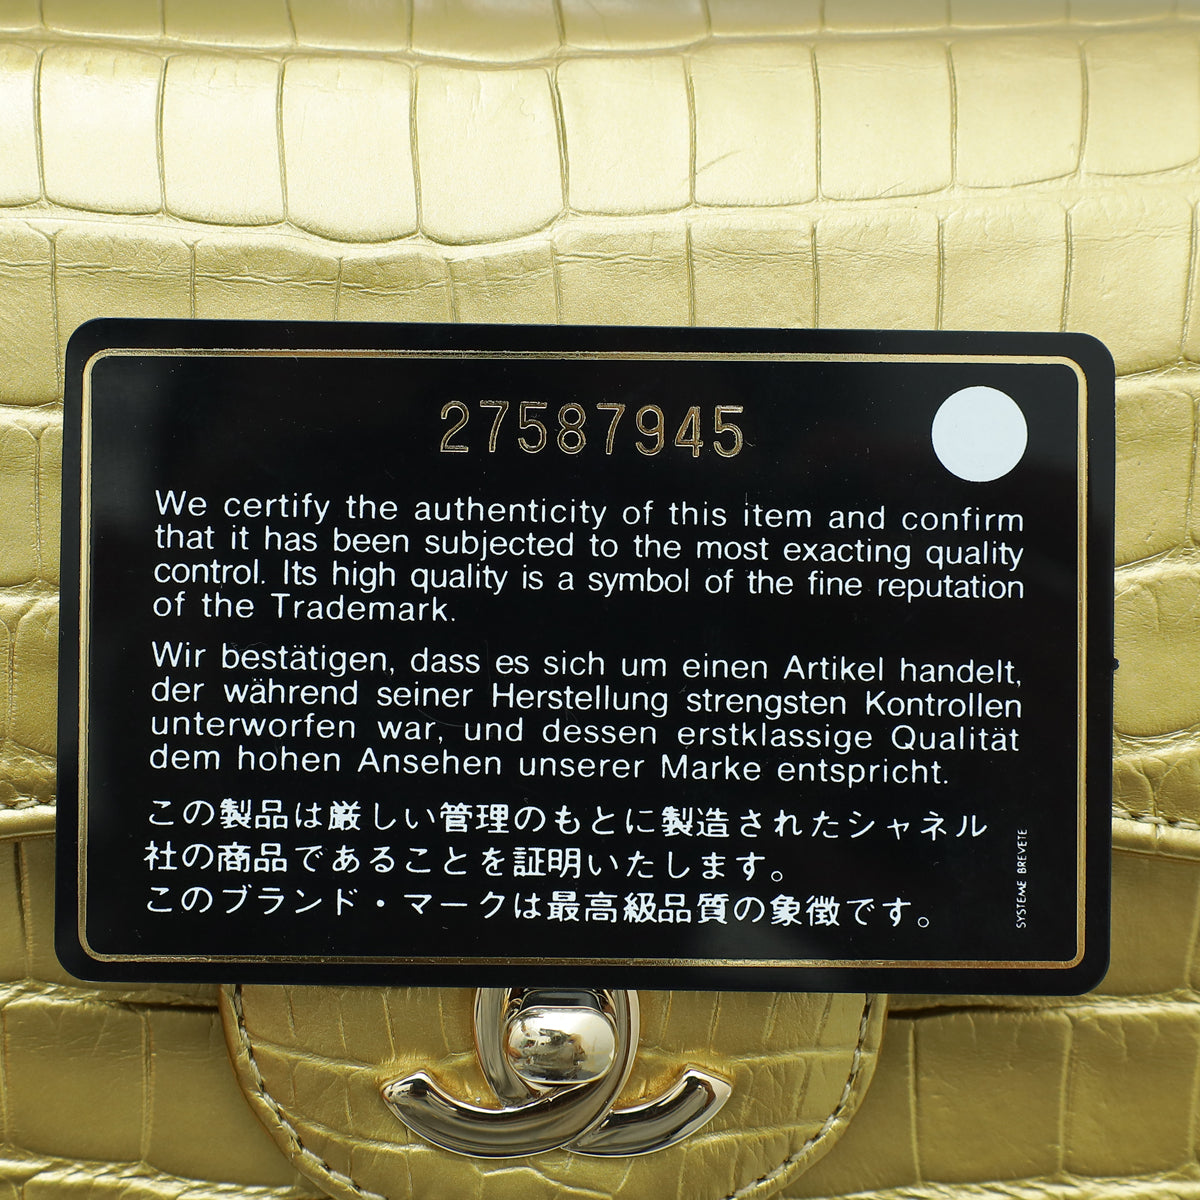 27587945
We certify the authenticity of this item and confirm
that it has been subjected to the most exacting quality
control. Its high quality is a symbol of the fine reputation
of the Trademark.
Wir bestätigen, dass es sich um einen Artikel handelt,
der während seiner Herstellung strengsten Kontrollen
unterworfen war, und dessen erstklassige Qualität
dem hohen Ansehen unserer Marke entspricht.
この製品は厳しい管理のもとに製造されたシャネル
社の商品であることを証明いたします。
このブランド・マークは最高級品質の象徴です。
SYSTEME BREVETE